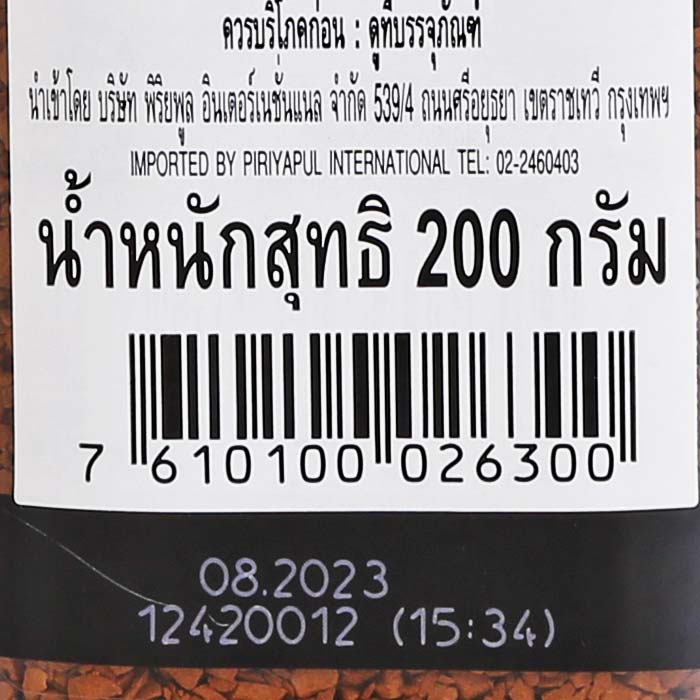 ควรบริโภคก่อน : ดูที่บรรจุภัณฑ์
นำเข้าโดย บริษัท พิริยพูล อินเตอร์เนชั่นแนล จำกัด 539/4 ถนนศรีอยุธยา เขตราชเทวี กรุงเทพฯ
IMPORTED BY PIRIYAPUL INTERNATIONAL TEL: 02-2460403
น้ำหนักสุทธิ 200 กรัม
7 610100 026300
08.2023
12420012 (15:34)